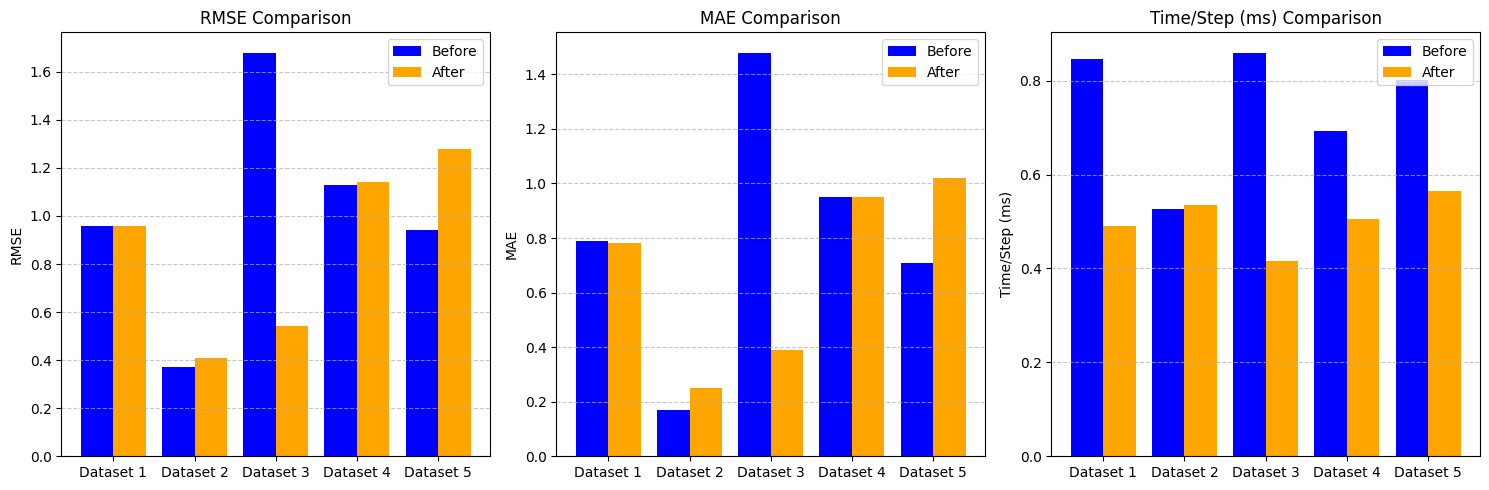 RMSE Comparison
Before
After
RMSE
1.6
1.4
1.2
1.0
0.8
0.6
0.4
0.2
0.0
Dataset 1 Dataset 2 Dataset 3 Dataset 4 Dataset 5
MAE Comparison
Before
After
MAE
1.4
1.2
1.0
0.8
0.6
0.4
0.2
0.0
Dataset 1 Dataset 2 Dataset 3 Dataset 4 Dataset 5
Time/Step (ms) Comparison
Before
After
Time/Step (ms)
0.8
0.6
0.4
0.2
0.0
Dataset 1 Dataset 2 Dataset 3 Dataset 4 Dataset 5